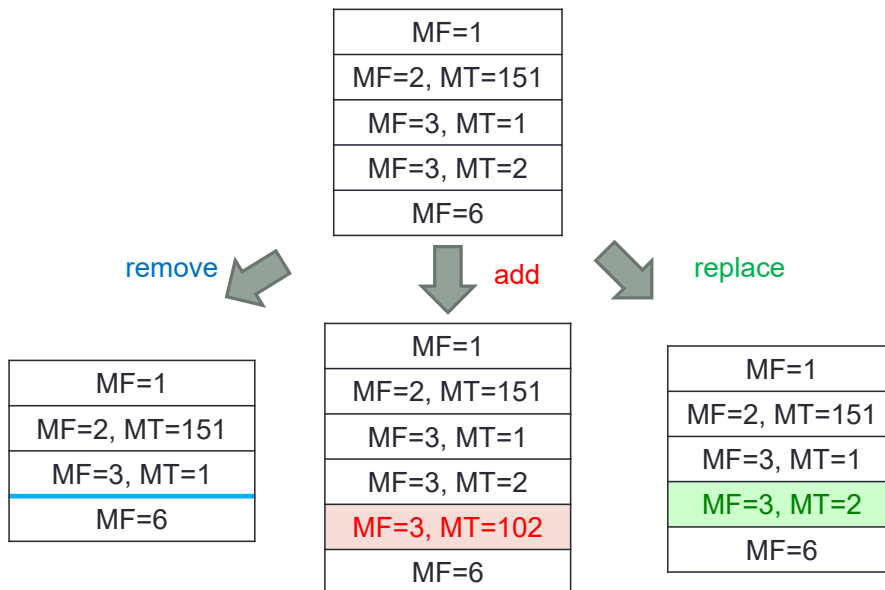 MF=1
MF=2, MT=151
MF=3, MT=1
MF=3, MT=2
MF=6
remove
add
replace
MF=1
MF=2, MT=151
MF=3, MT=1
MF=6
MF=1
MF=2, MT=151
MF=3, MT=1
MF=3, MT=2
MF=3, MT=102
MF=6
MF=1
MF=2, MT=151
MF=3, MT=1
MF=3, MT=2
MF=6